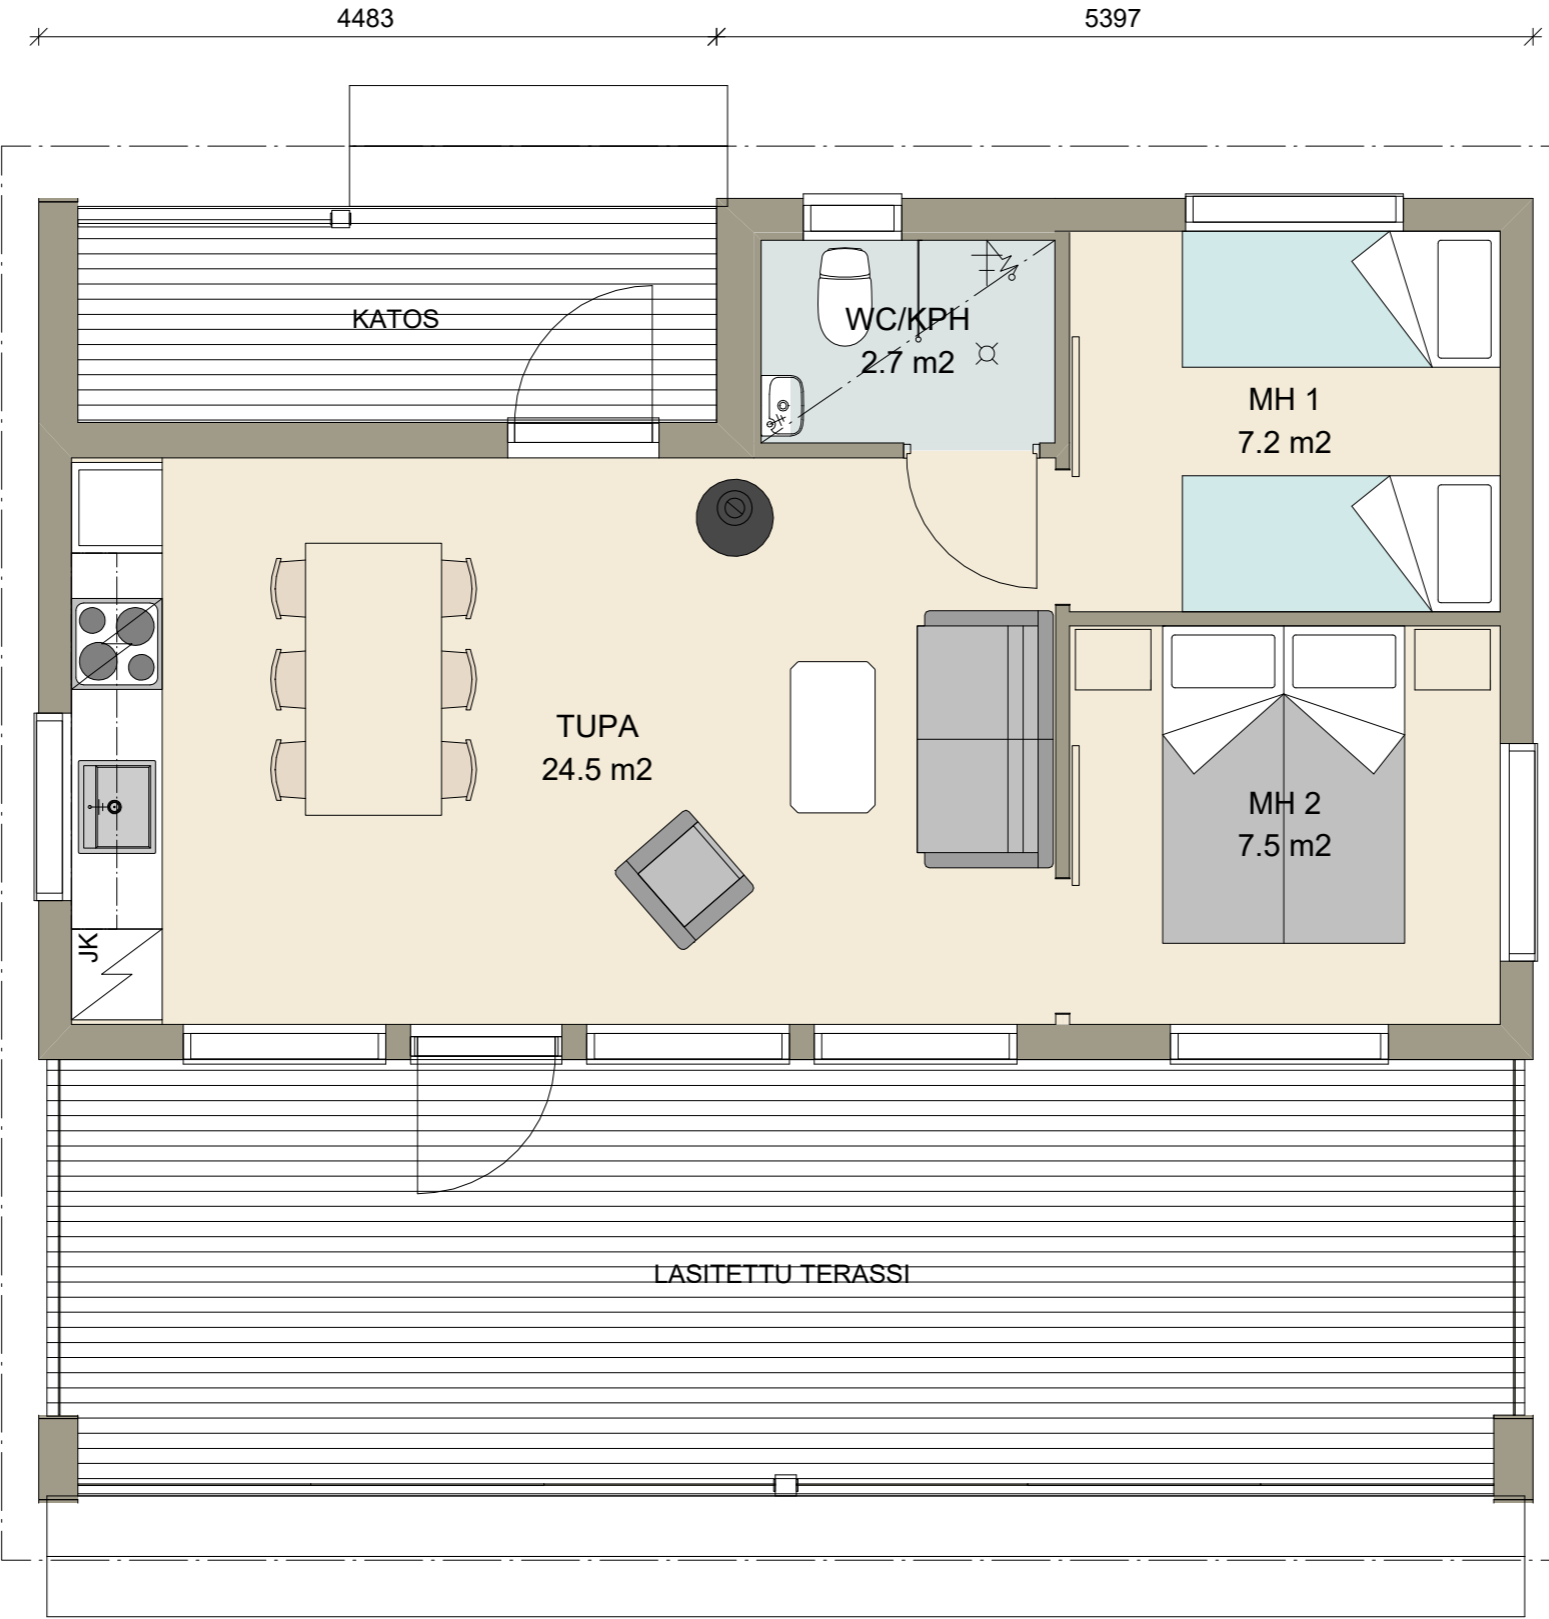 4483
5397
KATOS
WC/KPH
2.7 m2
MH 1
7.2 m2
TUPA
24.5 m2
MH 2
7.5 m2
JK
LASITETTU TERASSI